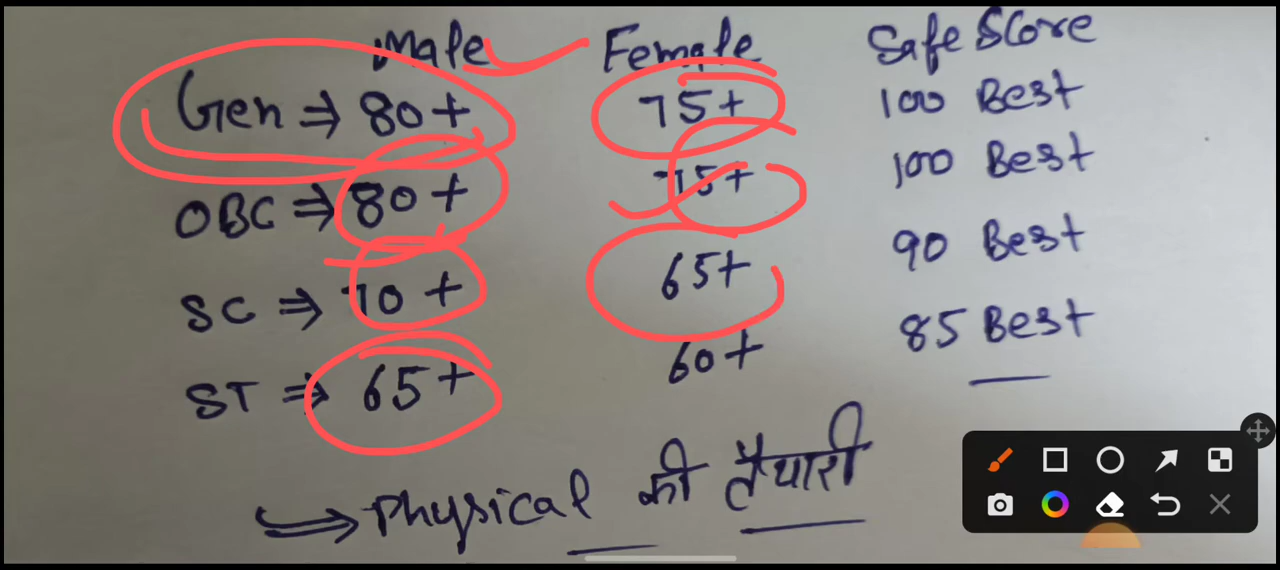 Male Female Safe Score
Gen ⇒ 80+ 75+ 100 Best
OBC ⇒ 80+ 75+ 100 Best
SC ⇒ 70+ 65+ 90 Best
ST ⇒ 65+ 60+ 85 Best
→ Physical की तैयारी